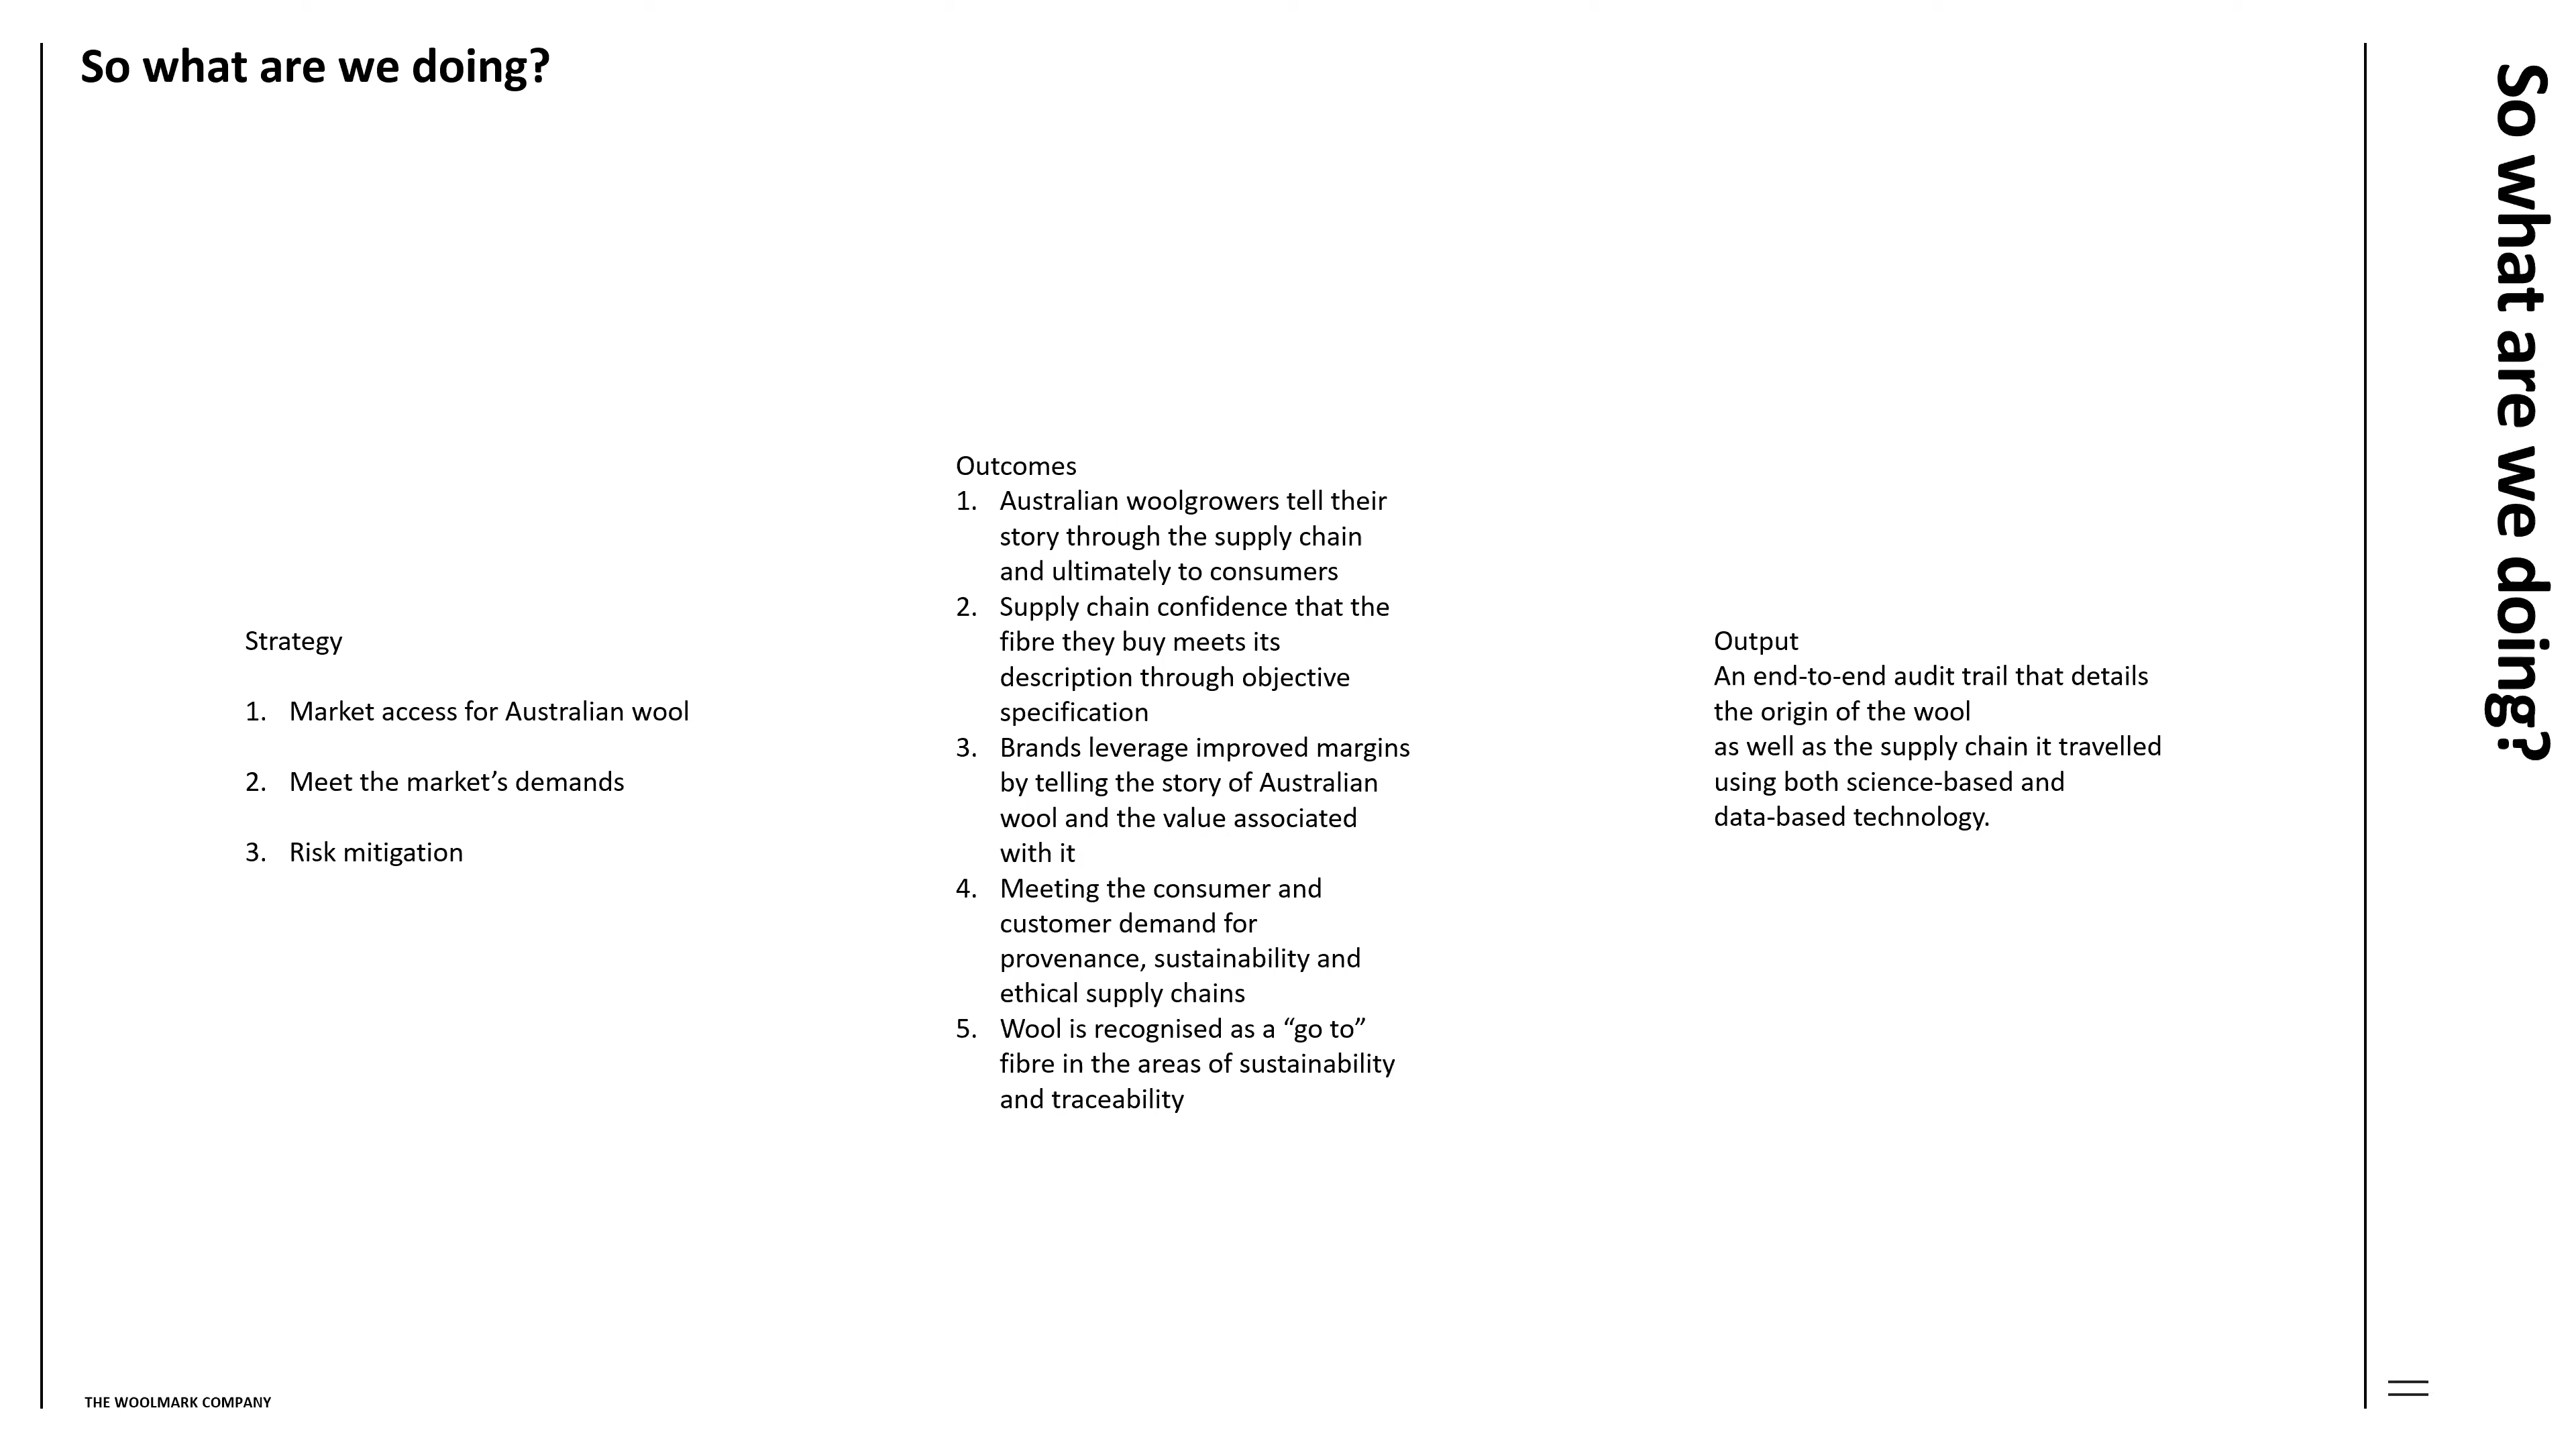 So what are we doing?
Strategy
1. Market access for Australian wool
2. Meet the market’s demands
3. Risk mitigation
Outcomes
1. Australian woolgrowers tell their
story through the supply chain
and ultimately to consumers
2. Supply chain confidence that the
fibre they buy meets its
description through objective
specification
3. Brands leverage improved margins
by telling the story of Australian
wool and the value associated
with it
4. Meeting the consumer and
customer demand for
provenance, sustainability and
ethical supply chains
5. Wool is recognised as a “go to”
fibre in the areas of sustainability
and traceability
Output
An end-to-end audit trail that details
the origin of the wool
as well as the supply chain it travelled
using both science-based and
data-based technology.
So what are we doing?
THE WOOLMARK COMPANY